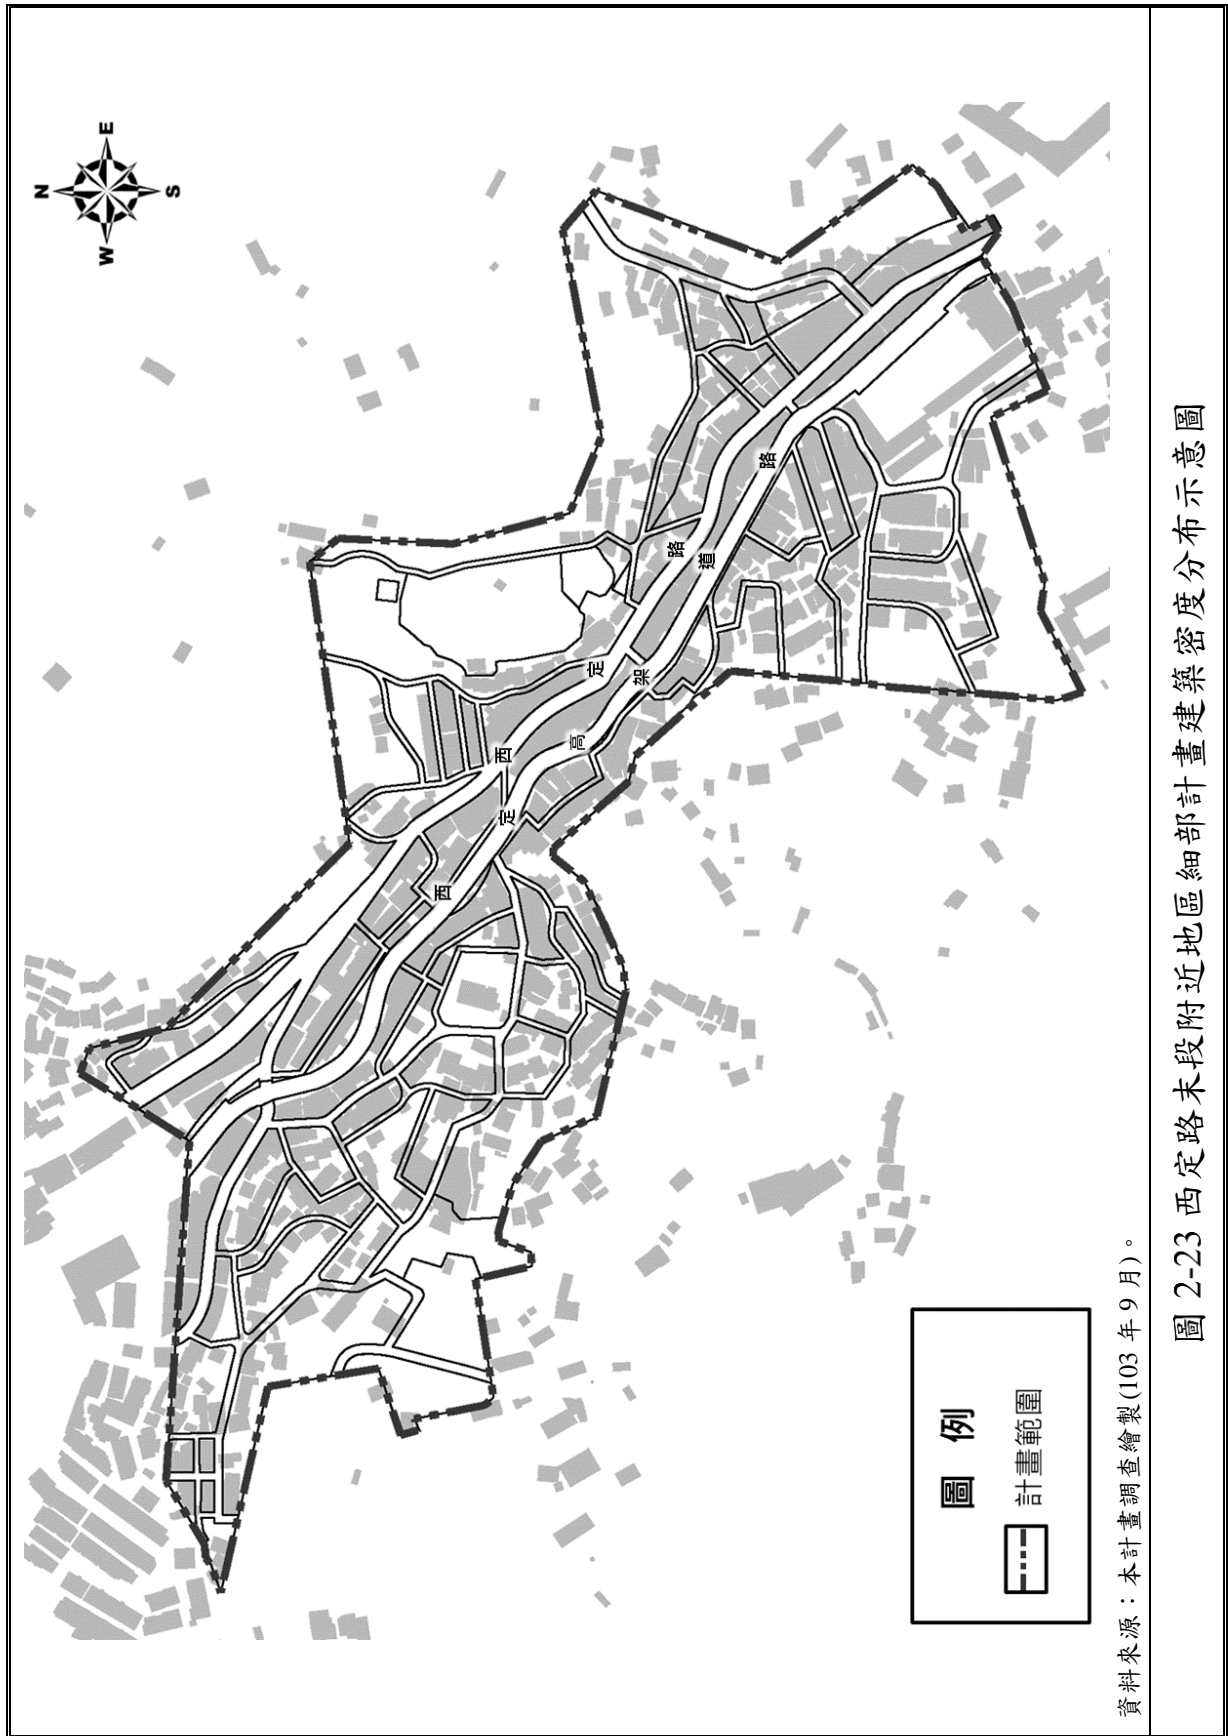 N
W
E
S
西定路
西定高架道路
圖 例
計畫範圍
資料來源：本計畫調查繪製(103 年 9 月)。
圖 2-23 西定路末段附近地區細部計畫建築密度分布示意圖